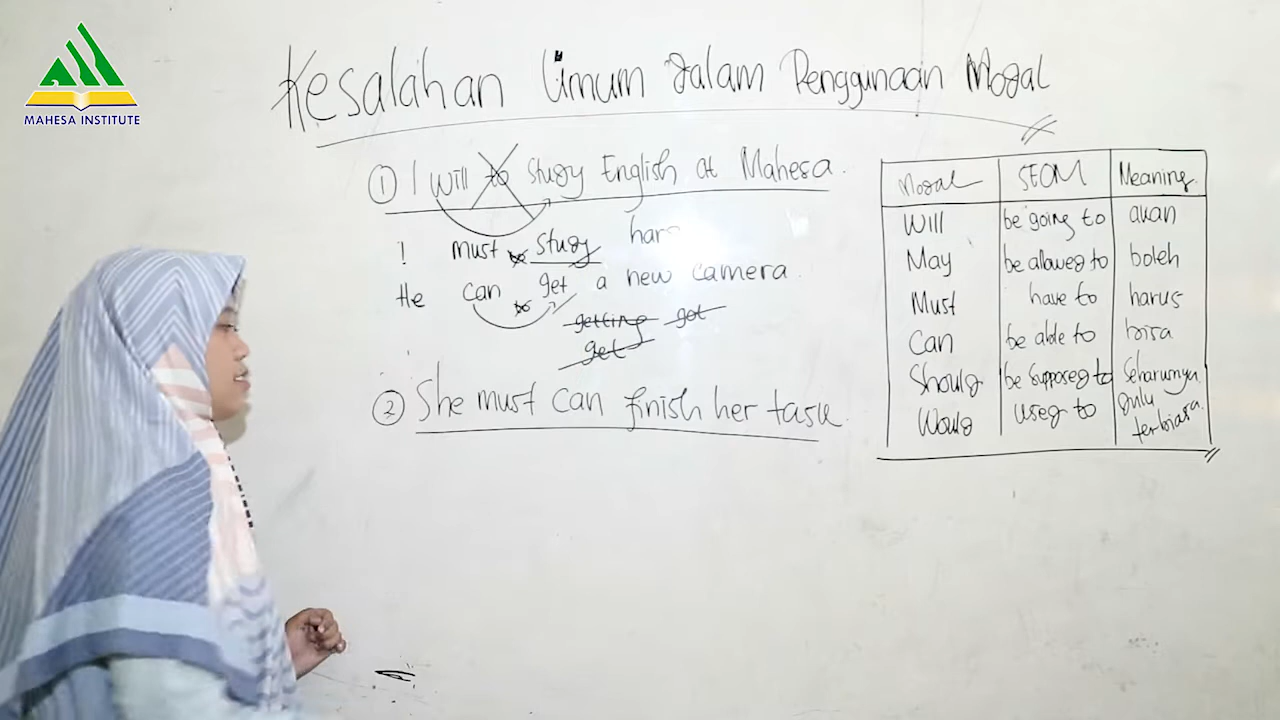 MAHESA INSTITUTE
Kesalahan Umum dalam Penggunaan Modal
① I will to study English at Mahesa.
I must to study hard
He can to get a new camera.
getting got
get
② She must can finish her task.
Modal SEOM Meaning
Will be going to akan
May be allowed to boleh
Must have to harus
Can be able to bisa
Should be supposed to seharusnya
Would used to dulu terbiasa